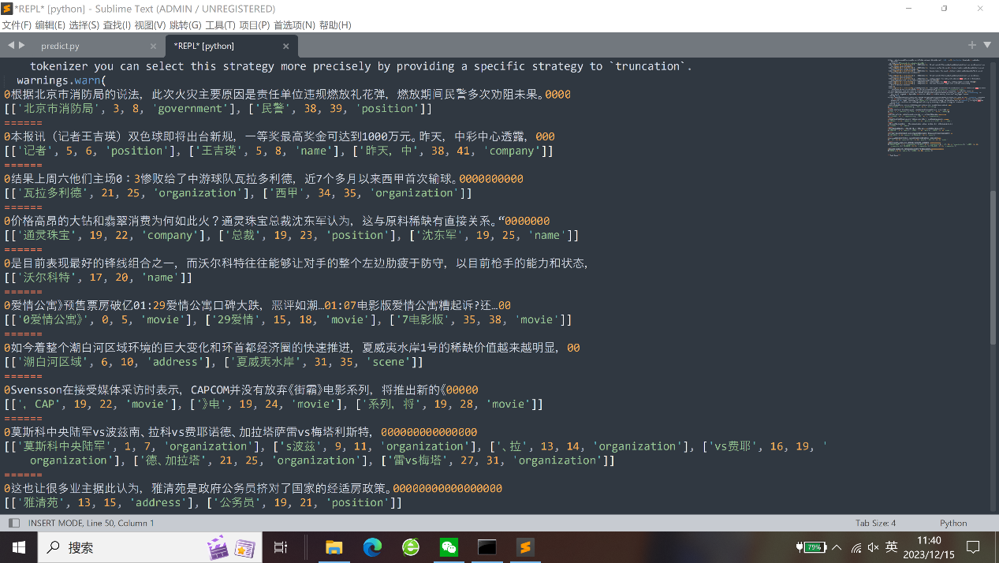 *REPL* [python] - Sublime Text (ADMIN / UNREGISTERED)
文件(F) 编辑(E) 选择(S) 查找(I) 视图(V) 跳转(G) 工具(T) 项目(P) 首选项(N) 帮助(H)
predict.py
*REPL* [python]
tokenizer you can select this strategy more precisely by providing a specific strategy to `truncation`.
warnings.warn(
0根据北京市消防局的说法，此次火灾主要原因是责任单位违规燃放礼花弹，燃放期间民警多次劝阻未果。0000
[['北京市消防局', 3, 8, 'government'], ['民警', 38, 39, 'position']]
======
0本报讯（记者王吉瑛）双色球即将出台新规，一等奖最高奖金可达到1000万元。昨天，中彩中心透露，000
[['记者', 5, 6, 'position'], ['王吉瑛', 5, 8, 'name'], ['昨天，中', 38, 41, 'company']]
======
0结果上周六他们主场0：3惨败给了中游球队瓦拉多利德，近7个多月以来西甲首次输球。0000000000
[['瓦拉多利德', 21, 25, 'organization'], ['西甲', 34, 35, 'organization']]
======
0价格高昂的大钻和翡翠消费为何如此火？通灵珠宝总裁沈东军认为，这与原料稀缺有直接关系。“0000000
[['通灵珠宝', 19, 22, 'company'], ['总裁', 19, 23, 'position'], ['沈东军', 19, 25, 'name']]
======
0是目前表现最好的锋线组合之一，而沃尔科特往往能够让对手的整个左边肋疲于防守，以目前枪手的能力和状态，
[['沃尔科特', 17, 20, 'name']]
======
0爱情公寓》预售票房破亿01:29爱情公寓口碑大跌，恶评如潮…01:07电影版爱情公寓糟起诉?还…00
[['0爱情公寓》', 0, 5, 'movie'], ['29爱情', 15, 18, 'movie'], ['7电影版', 35, 38, 'movie']]
======
0如今着整个潮白河区域环境的巨大变化和环首都经济圈的快速推进，夏威夷水岸1号的稀缺价值越来越明显，00
[['潮白河区域', 6, 10, 'address'], ['夏威夷水岸', 31, 35, 'scene']]
======
0Svensson在接受媒体采访时表示，CAPCOM并没有放弃《街霸》电影系列，将推出新的《00000
[['，CAP', 19, 22, 'movie'], ['》电', 19, 24, 'movie'], ['系列，将', 19, 28, 'movie']]
======
0莫斯科中央陆军vs波兹南、拉科vs费耶诺德、加拉塔萨雷vs梅塔利斯特，000000000000000
[['莫斯科中央陆军', 1, 7, 'organization'], ['s波兹', 9, 11, 'organization'], ['、拉', 13, 14, 'organization'], ['vs费耶', 16, 19, '
organization'], ['德、加拉塔', 21, 25, 'organization'], ['雷vs梅塔', 27, 31, 'organization']]
======
0这也让很多业主据此认为，雅清苑是政府公务员挤对了国家的经适房政策。00000000000000000
[['雅清苑', 13, 15, 'address'], ['公务员', 19, 21, 'position']]
INSERT MODE, Line 50, Column 1
Tab Size: 4
Python
搜索
79%
英
11:40
2023/12/15